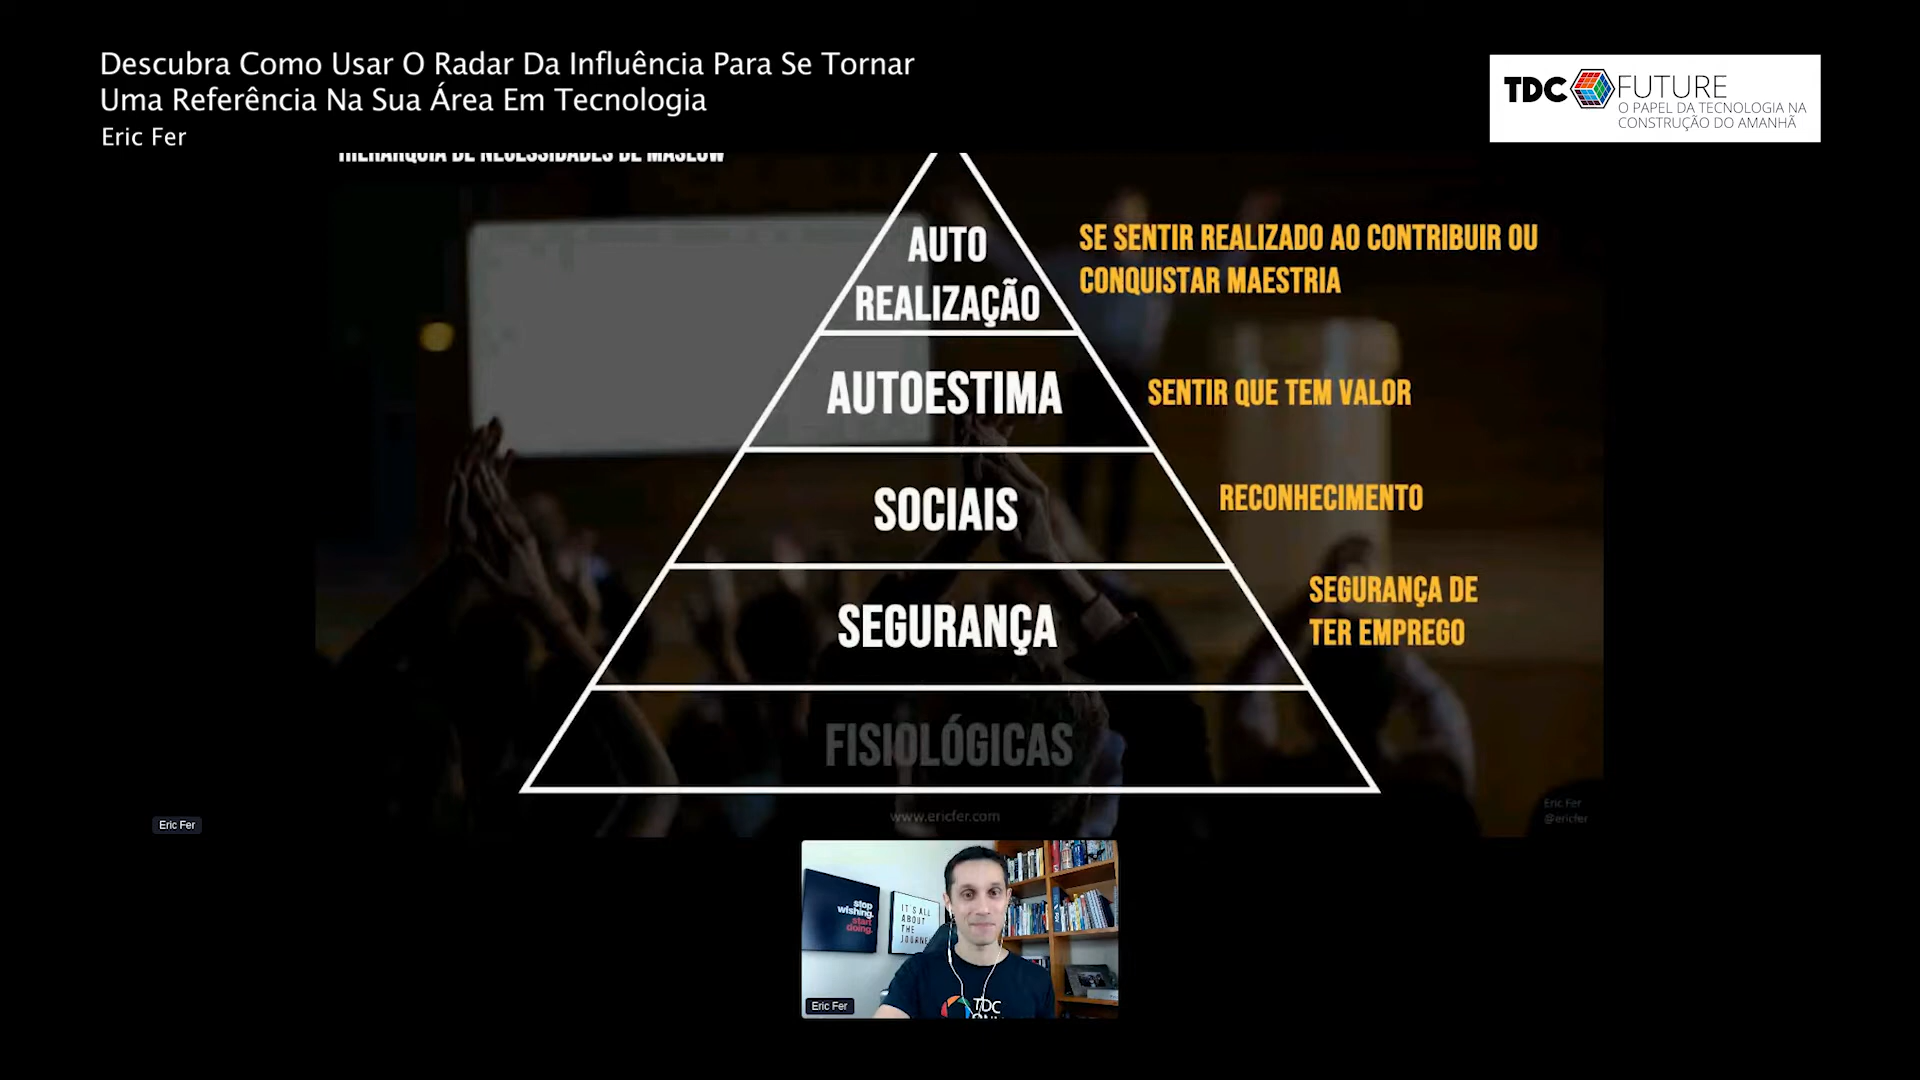 Descubra Como Usar O Radar Da Influência Para Se Tornar
Uma Referência Na Sua Área Em Tecnologia
Eric Fer
TDC FUTURE
O PAPEL DA TECNOLOGIA NA
CONSTRUÇÃO DO AMANHÃ
HIERARQUIA DE NECESSIDADES DE MASLOW
AUTO
REALIZAÇÃO
SE SENTIR REALIZADO AO CONTRIBUIR OU
CONQUISTAR MAESTRIA
AUTOESTIMA
SENTIR QUE TEM VALOR
SOCIAIS
RECONHECIMENTO
SEGURANÇA
SEGURANÇA DE
TER EMPREGO
FISIOLÓGICAS
www.ericfer.com
Eric Fer
@ericfer
Eric Fer
stop
wishing.
start
doing.
IT'S ALL
ABOUT
THE
TDC
Eric Fer